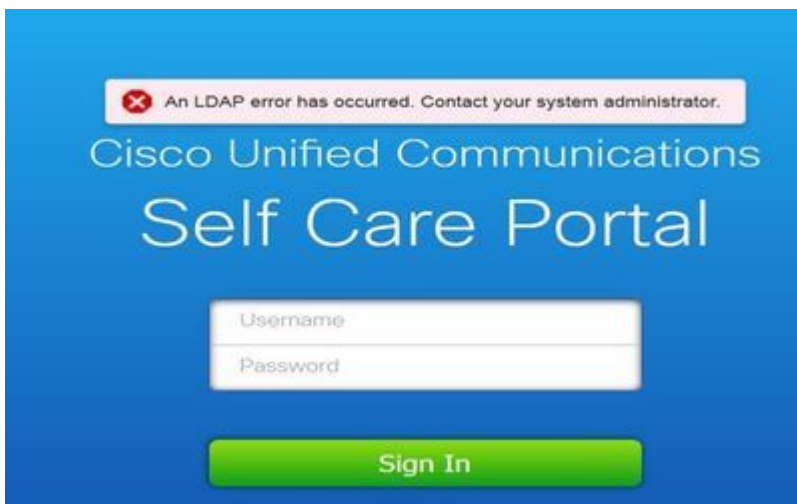 An LDAP error has occurred. Contact your system administrator.
Cisco Unified Communications
Self Care Portal
Username
Password
Sign In